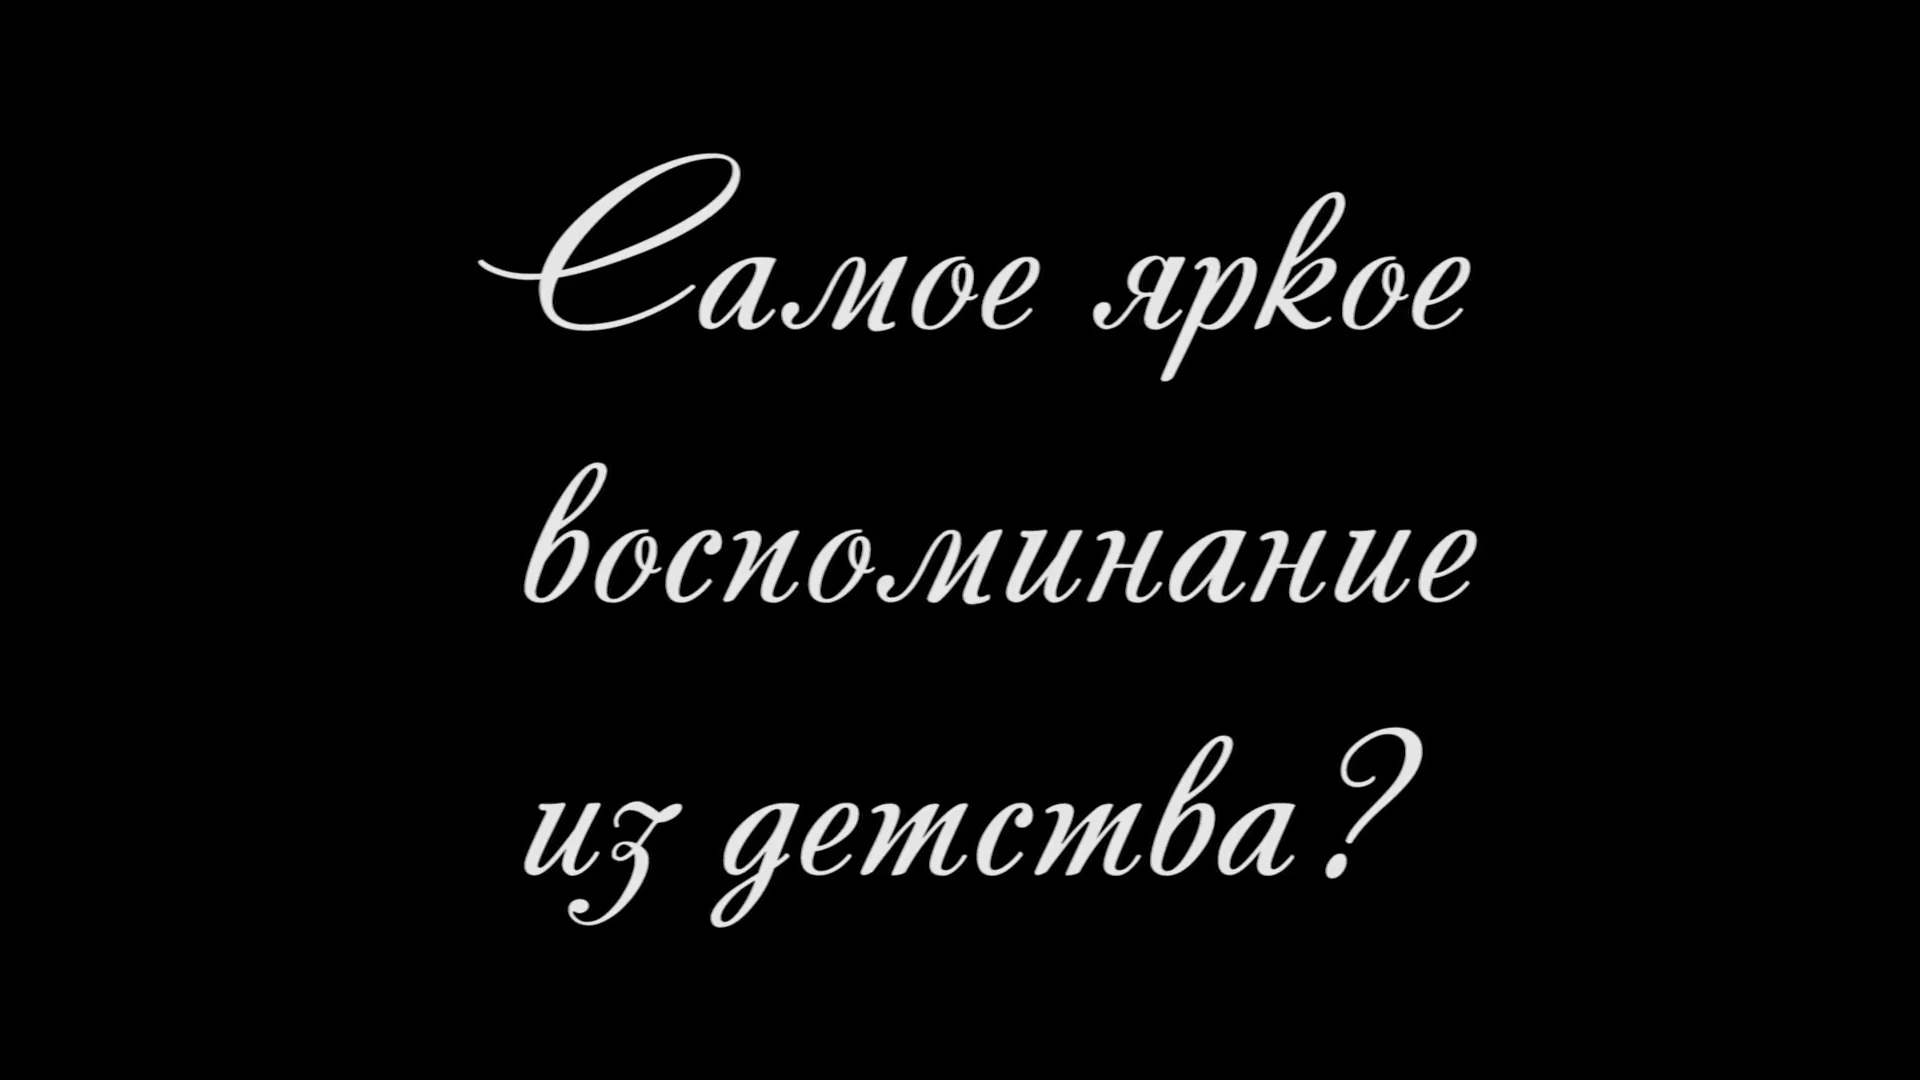 Самое яркое
воспоминание
из детства?